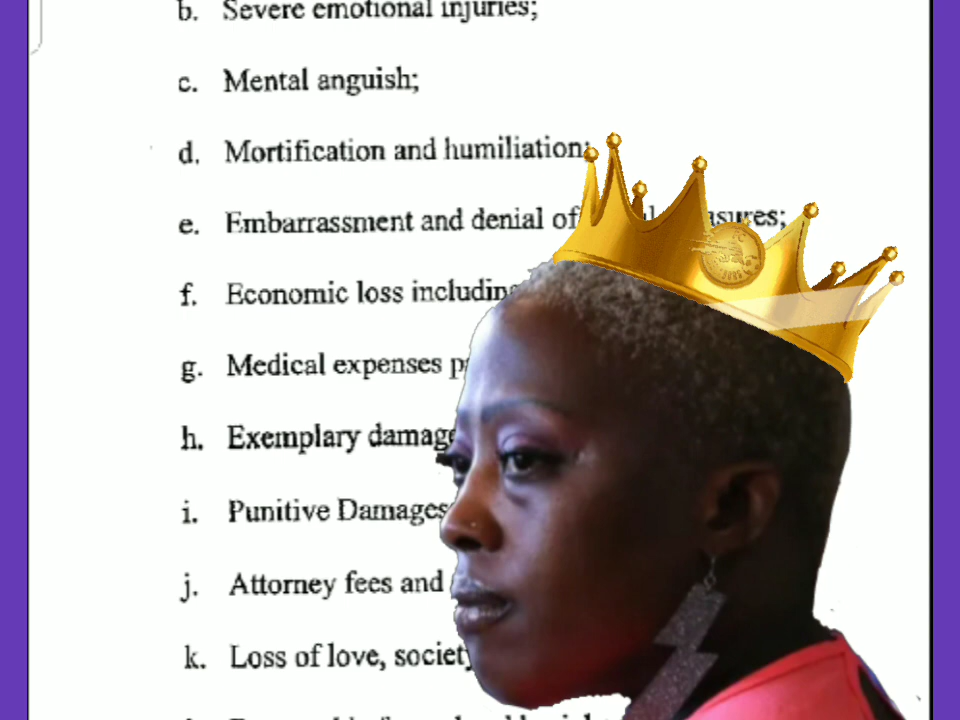 b. Severe emotional injuries;
c. Mental anguish;
d. Mortification and humiliation;
e. Embarrassment and denial of
f. Economic loss including
g. Medical expenses
h. Exemplary damage
i. Punitive Damages
j. Attorney fees and
k. Loss of love, society